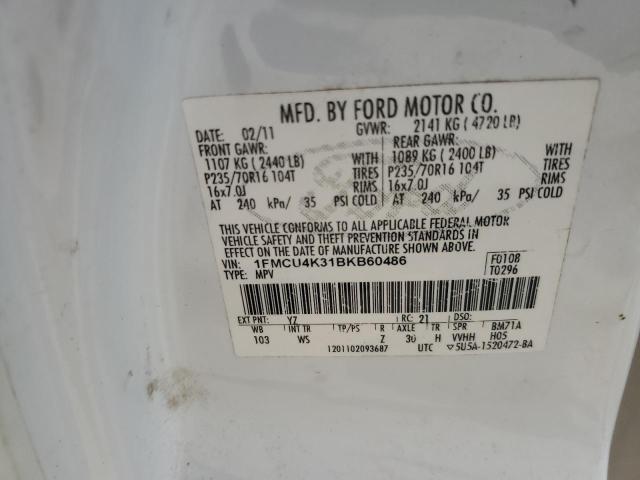 MFD. BY FORD MOTOR CO.
DATE: 02/11 GVWR: 2141 KG ( 4720 LB)
FRONT GAWR: REAR GAWR:
1107 KG ( 2440 LB) WITH 1089 KG ( 2400 LB) WITH
P235/70R16 104T TIRES P235/70R16 104T TIRES
16x7.0J RIMS 16x7.0J RIMS
AT 240 kPa/ 35 PSI COLD AT 240 kPa/ 35 PSI COLD
THIS VEHICLE CONFORMS TO ALL APPLICABLE FEDERAL MOTOR
VEHICLE SAFETY AND THEFT PREVENTION STANDARDS IN
EFFECT ON THE DATE OF MANUFACTURE SHOWN ABOVE.
VIN: 1FMCU4K31BKB60486 F0108
TYPE: MPV T0296
EXT PNT: YZ RC: 21 DSO:
WB INT TR TP/PS R AXLE TR SPR BM71A
103 WS Z 30 H VVHH H05
1201102093687 UTC ▽5U5A-1520472-BA